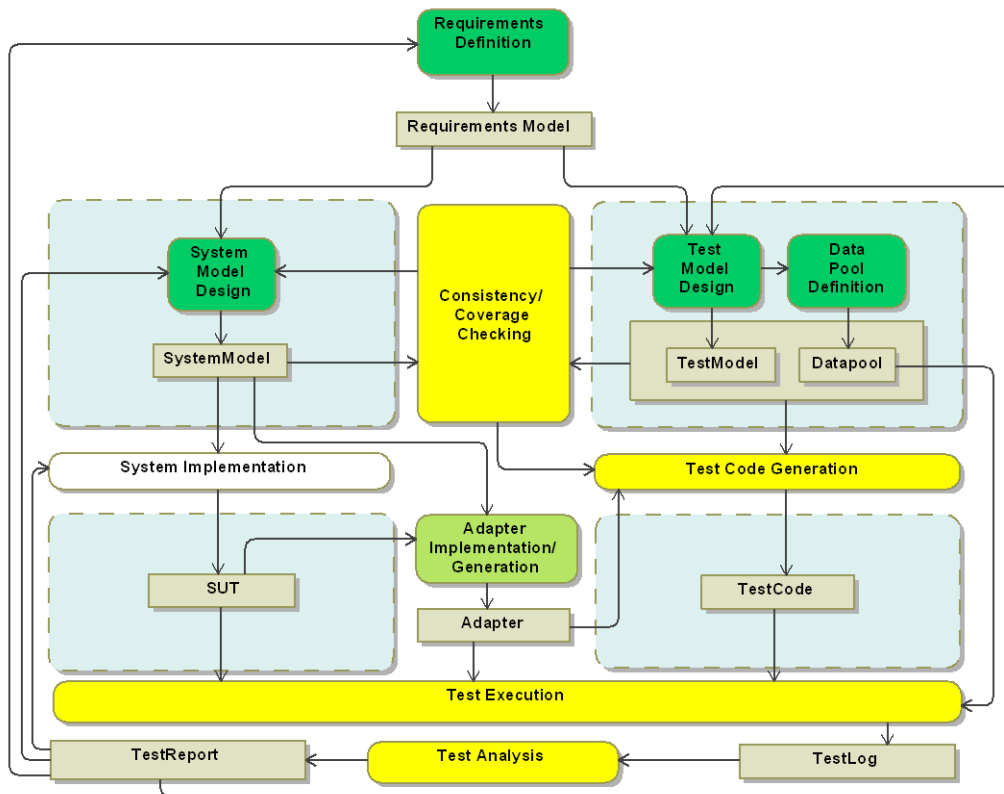 Requirements
Definition
Requirements Model
System
Model
Design
Consistency/
Coverage
Checking
Test
Model
Design
Data
Pool
Definition
SystemModel
TestModel
Datapool
System Implementation
Test Code Generation
Adapter
Implementation/
Generation
SUT
TestCode
Adapter
Test Execution
TestReport
Test Analysis
TestLog